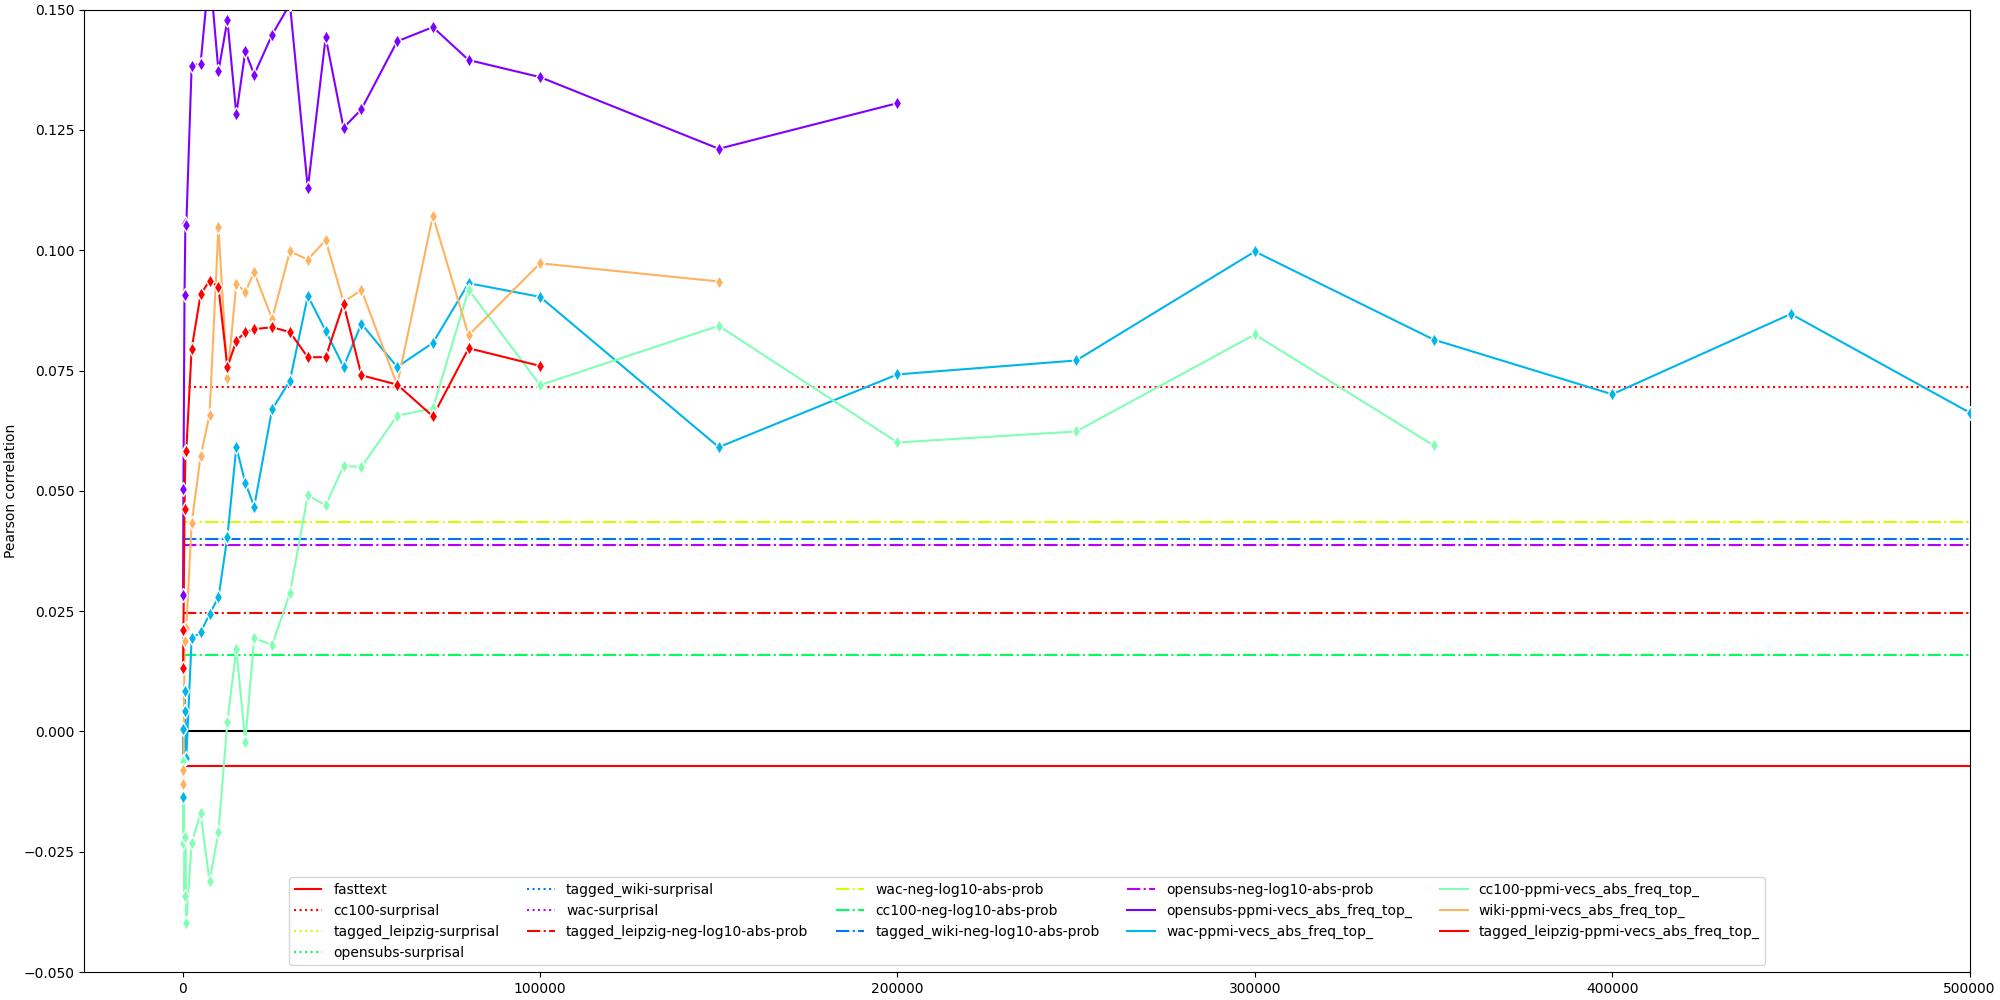 0.150
0.125
0.100
0.075
0.050
0.025
0.000
−0.025
−0.050
Pearson correlation
fasttext
cc100-surprisal
tagged_leipzig-surprisal
opensubs-surprisal
tagged_wiki-surprisal
wac-surprisal
tagged_leipzig-neg-log10-abs-prob
wac-neg-log10-abs-prob
cc100-neg-log10-abs-prob
tagged_wiki-neg-log10-abs-prob
opensubs-neg-log10-abs-prob
opensubs-ppmi-vecs_abs_freq_top_
wac-ppmi-vecs_abs_freq_top_
cc100-ppmi-vecs_abs_freq_top_
wiki-ppmi-vecs_abs_freq_top_
tagged_leipzig-ppmi-vecs_abs_freq_top_
0
100000
200000
300000
400000
500000